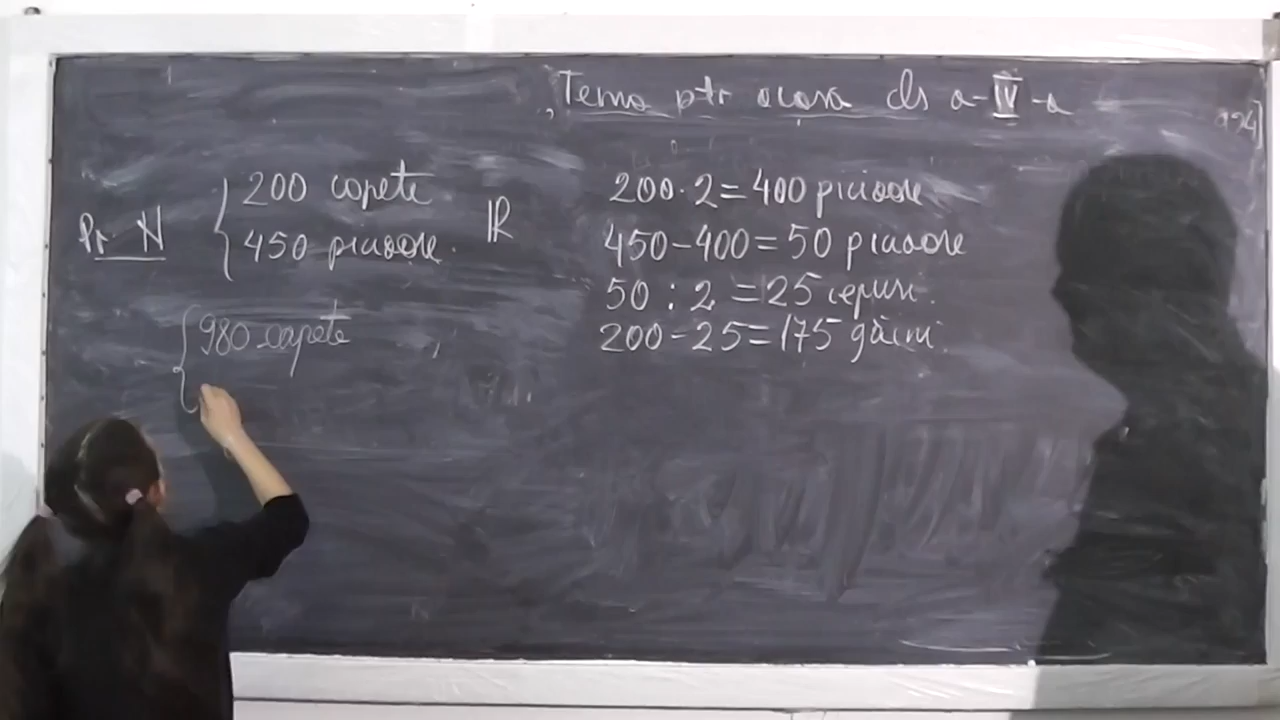 Tema ptr acasa cls a-IV-a
Pr N
200 capete
450 picioare. IR
980 capete
200·2=400 picioare
450-400=50 picioare
50:2=25 iepuri.
200-25=175 găini.